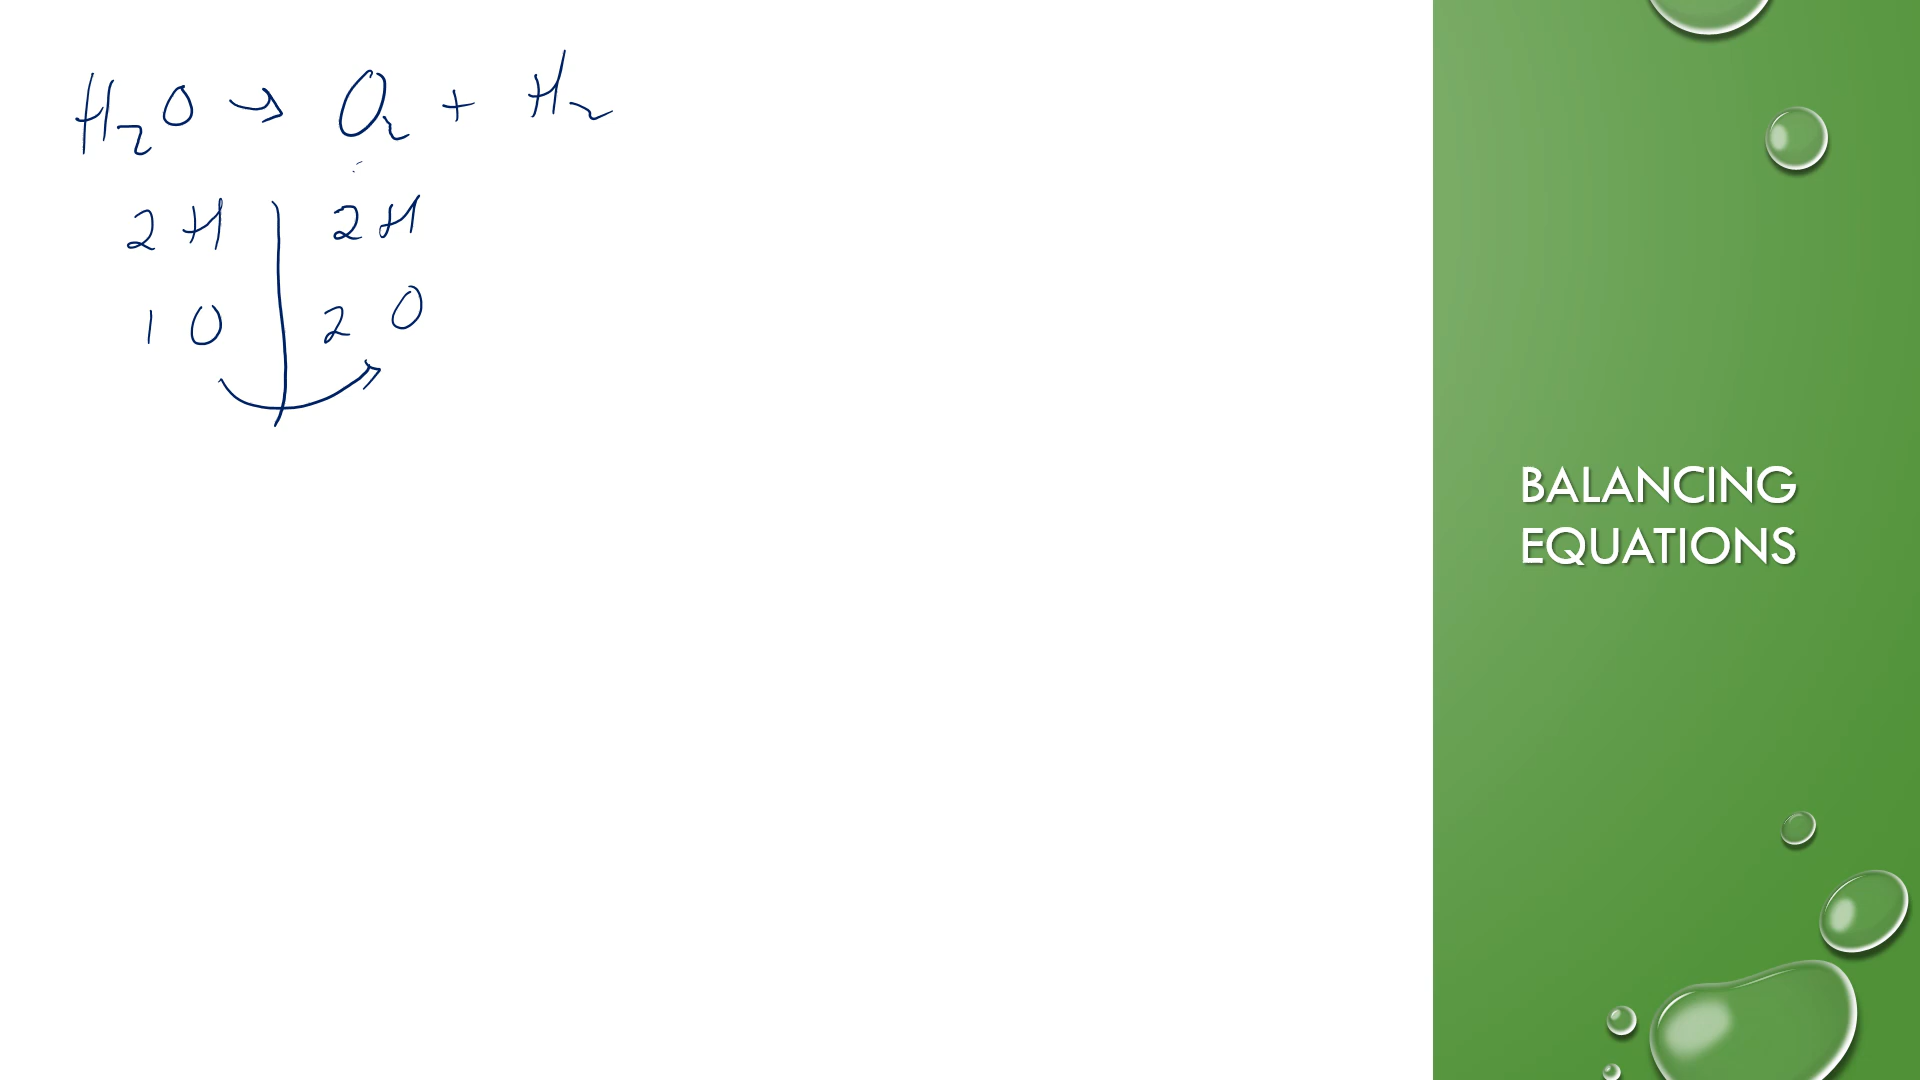 H₂O → O₂ + H₂
2 H | 2 H
1 O | 2 O
BALANCING
EQUATIONS